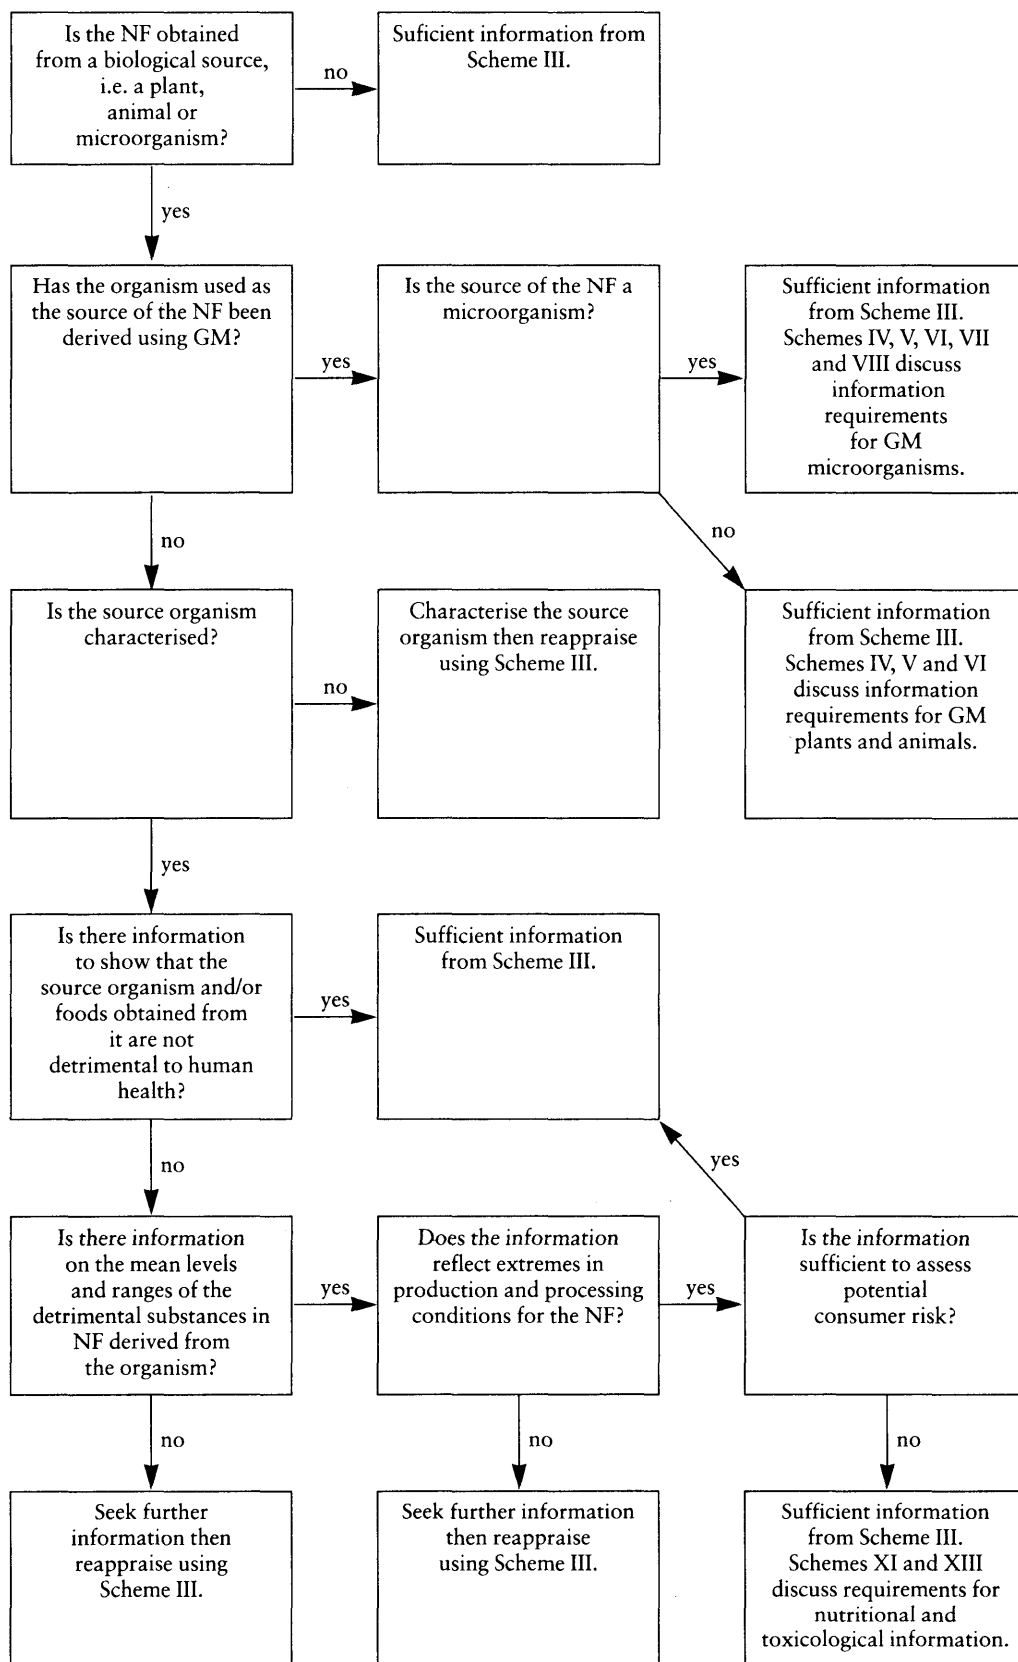 Is the NF obtained
from a biological source,
i.e. a plant,
animal or
microorganism?
no
Suficient information from
Scheme III.
yes
Has the organism used as
the source of the NF been
derived using GM?
yes
Is the source of the NF a
microorganism?
yes
Sufficient information
from Scheme III.
Schemes IV, V, VI, VII
and VIII discuss
information
requirements
for GM
microorganisms.
no
no
Is the source organism
characterised?
no
Characterise the source
organism then reappraise
using Scheme III.
Sufficient information
from Scheme III.
Schemes IV, V and VI
discuss information
requirements for GM
plants and animals.
yes
Is there information
to show that the
source organism and/or
foods obtained from
it are not
detrimental to human
health?
yes
Sufficient information
from Scheme III.
no
yes
Is there information
on the mean levels
and ranges of the
detrimental substances in
NF derived from
the organism?
yes
Does the information
reflect extremes in
production and processing
conditions for the NF?
yes
Is the information
sufficient to assess
potential
consumer risk?
no
no
no
Seek further
information then
reappraise using
Scheme III.
Seek further information
then reappraise
using Scheme III.
Sufficient information
from Scheme III.
Schemes XI and XIII
discuss requirements for
nutritional and
toxicological information.